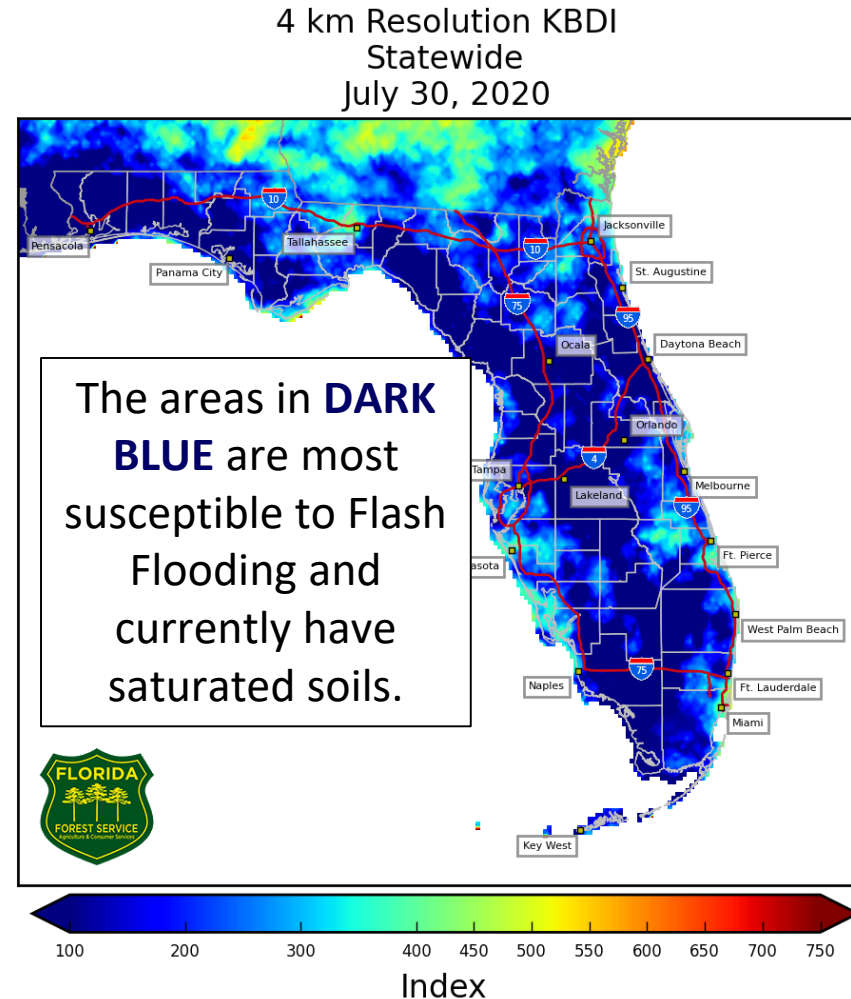 4 km Resolution KBDI
Statewide
July 30, 2020
10
Jacksonville
Pensacola
Tallahassee
10
Panama City
St. Augustine
75
95
Ocala
Daytona Beach
The areas in DARK
BLUE are most
susceptible to Flash
Flooding and
currently have
saturated soils.
Orlando
4
Tampa
Lakeland
Melbourne
95
Ft. Pierce
asota
West Palm Beach
75
Naples
Ft. Lauderdale
Miami
FLORIDA
FOREST SERVICE
Agriculture & Consumer Services
Key West
100 200 300 400 450 500 550 600 650 700 750
Index